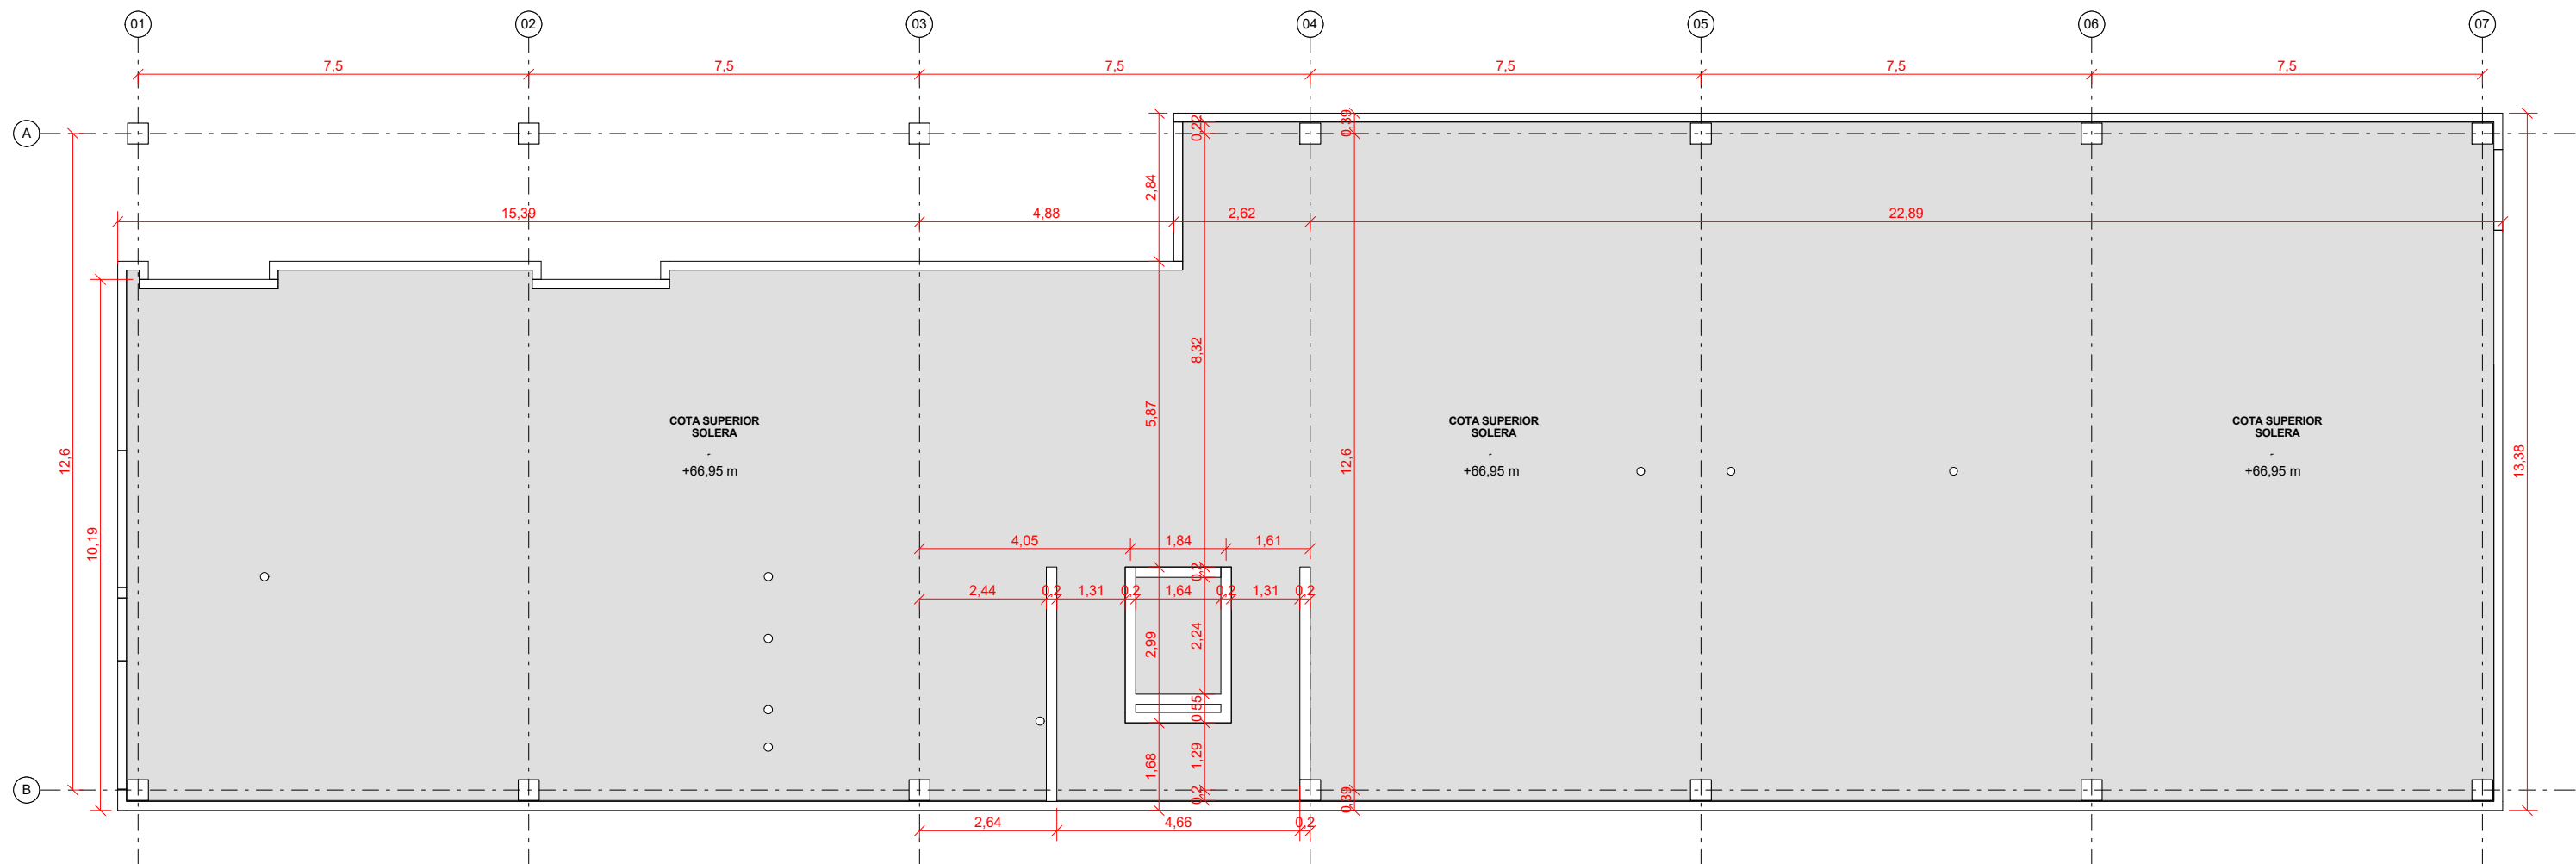 01 02 03 04 05 06 07
7,5 7,5 7,5 7,5 7,5 7,5
A
0,22 0,39
2,84
15,39 4,88 2,62 22,89
8,32
5,87
12,6 12,6 13,38
10,19
COTA SUPERIOR COTA SUPERIOR COTA SUPERIOR
SOLERA SOLERA SOLERA
- - -
+66,95 m +66,95 m +66,95 m
4,05 1,84 1,61
0,2
2,44 0,2 1,31 0,2 1,64 0,2 1,31 0,2
2,99 2,24
0,55
1,68 1,29
B
0,2 0,39
2,64 4,66 0,2